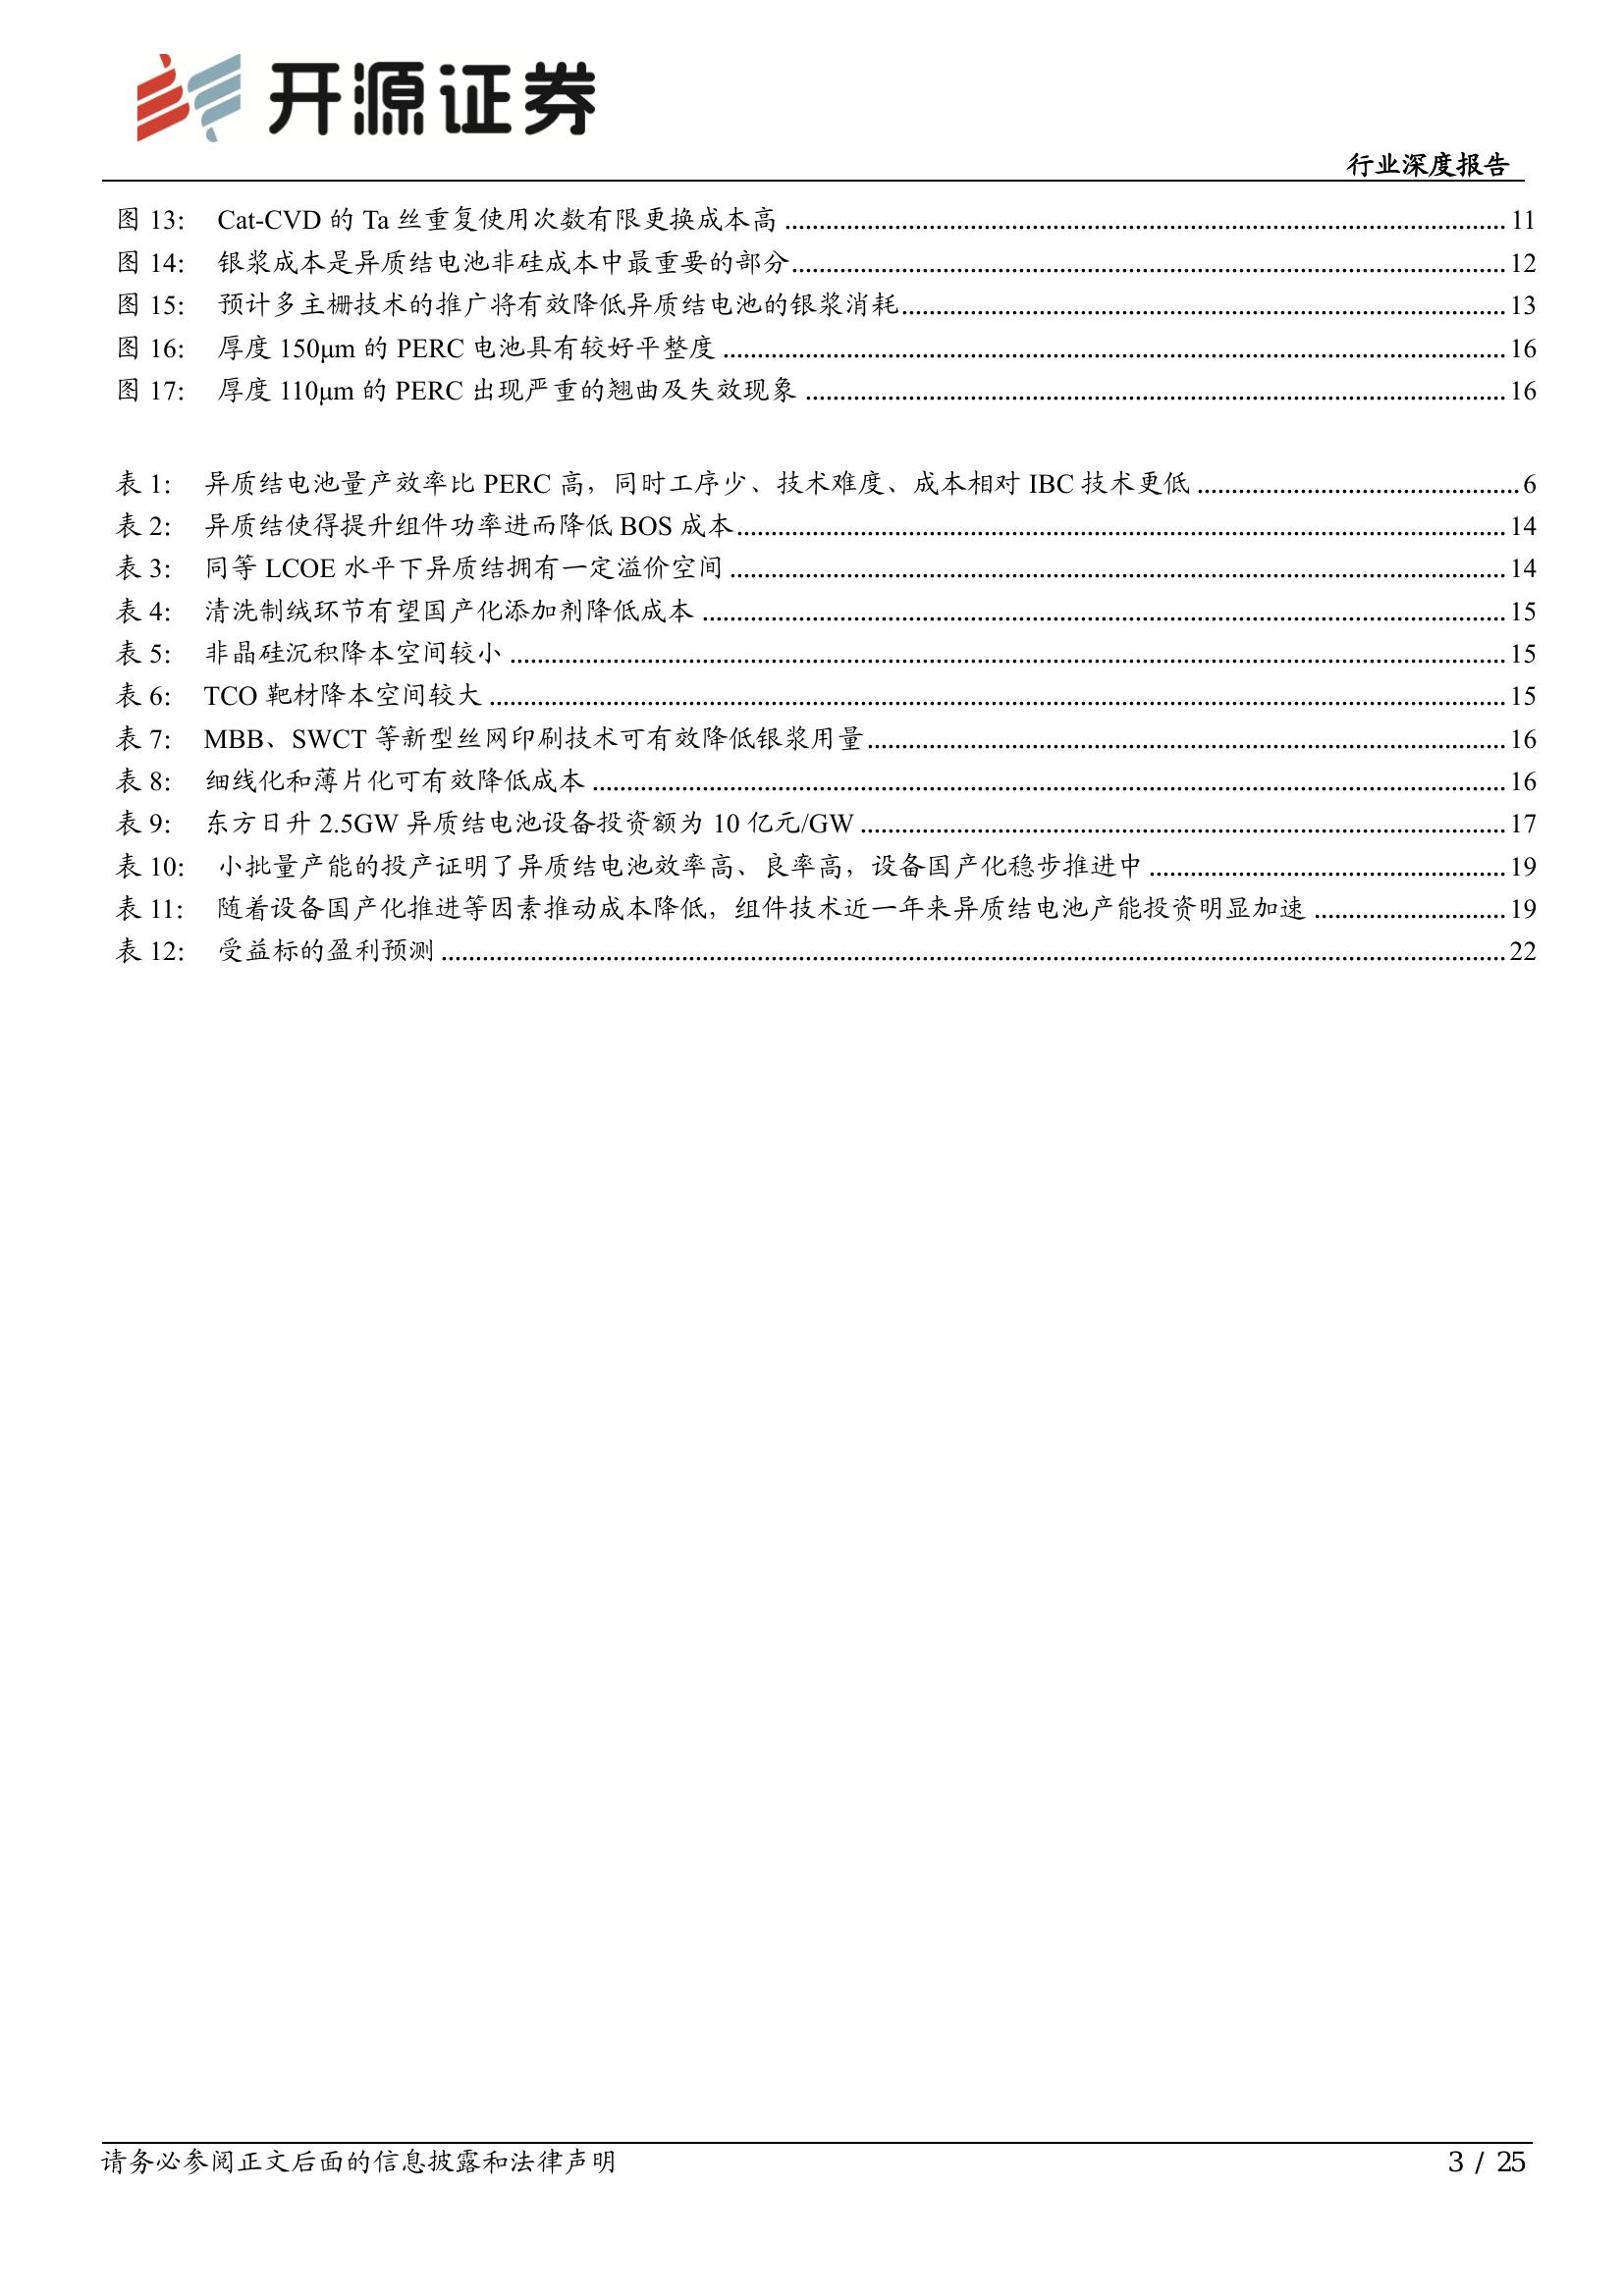 开源证券
行业深度报告
图 13： Cat-CVD 的 Ta 丝重复使用次数有限更换成本高 ........ 11
图 14： 银浆成本是异质结电池非硅成本中最重要的部分 ........ 12
图 15： 预计多主栅技术的推广将有效降低异质结电池的银浆消耗 ........ 13
图 16： 厚度 150μm 的 PERC 电池具有较好平整度 ........ 16
图 17： 厚度 110μm 的 PERC 出现严重的翘曲及失效现象 ........ 16
表 1： 异质结电池量产效率比 PERC 高，同时工序少、技术难度、成本相对 IBC 技术更低 ........ 6
表 2： 异质结使得提升组件功率进而降低 BOS 成本 ........ 14
表 3： 同等 LCOE 水平下异质结拥有一定溢价空间 ........ 14
表 4： 清洗制绒环节有望国产化添加剂降低成本 ........ 15
表 5： 非晶硅沉积降本空间较小 ........ 15
表 6： TCO 靶材降本空间较大 ........ 15
表 7： MBB、SWCT 等新型丝网印刷技术可有效降低银浆用量 ........ 16
表 8： 细线化和薄片化可有效降低成本 ........ 16
表 9： 东方日升 2.5GW 异质结电池设备投资额为 10 亿元/GW ........ 17
表 10： 小批量产能的投产证明了异质结电池效率高、良率高，设备国产化稳步推进中 ........ 19
表 11： 随着设备国产化推进等因素推动成本降低，组件技术近一年来异质结电池产能投资明显加速 ........ 19
表 12： 受益标的盈利预测 ........ 22
请务必参阅正文后面的信息披露和法律声明
3 / 25